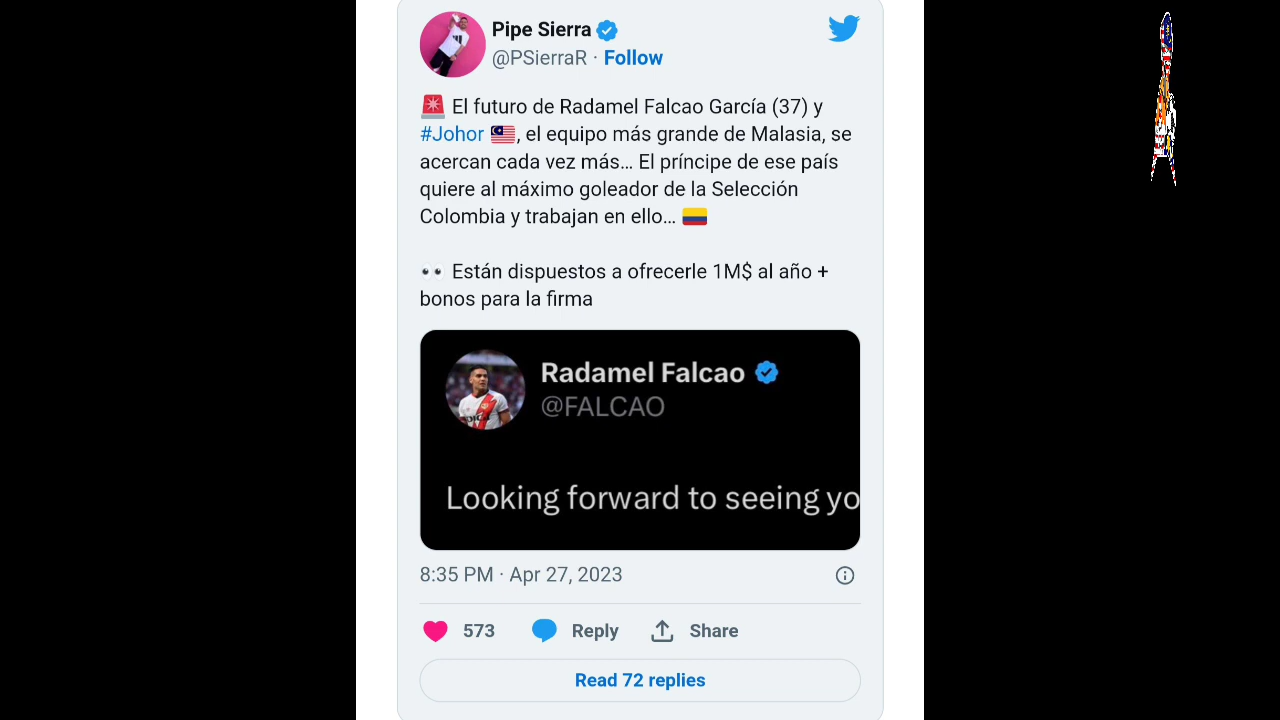 Pipe Sierra
@PSierraR · Follow
🚨 El futuro de Radamel Falcao García (37) y
#Johor 🇲🇾, el equipo más grande de Malasia, se
acercan cada vez más… El príncipe de ese país
quiere al máximo goleador de la Selección
Colombia y trabajan en ello… 🇨🇴
👀 Están dispuestos a ofrecerle 1M$ al año +
bonos para la firma
Radamel Falcao
@FALCAO
Looking forward to seeing yo
8:35 PM · Apr 27, 2023
573 Reply Share
Read 72 replies